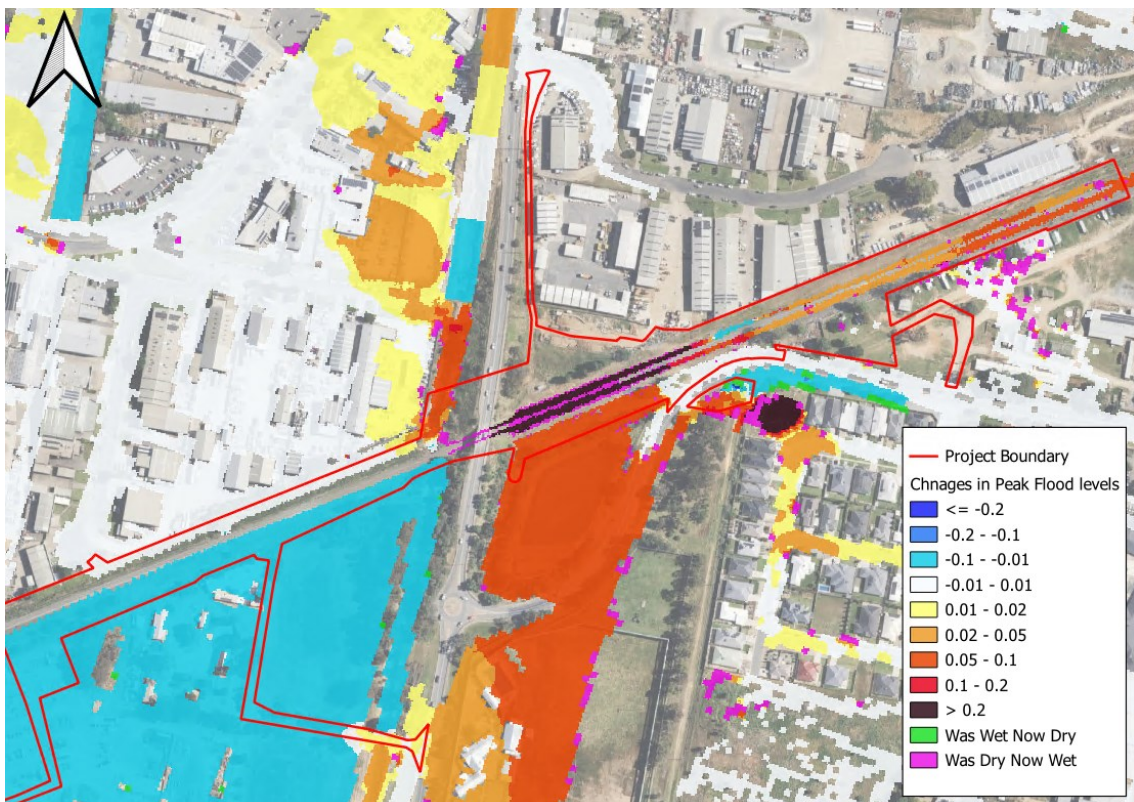 Project Boundary
Chnages in Peak Flood levels
<= -0.2
-0.2 - -0.1
-0.1 - -0.01
-0.01 - 0.01
0.01 - 0.02
0.02 - 0.05
0.05 - 0.1
0.1 - 0.2
> 0.2
Was Wet Now Dry
Was Dry Now Wet